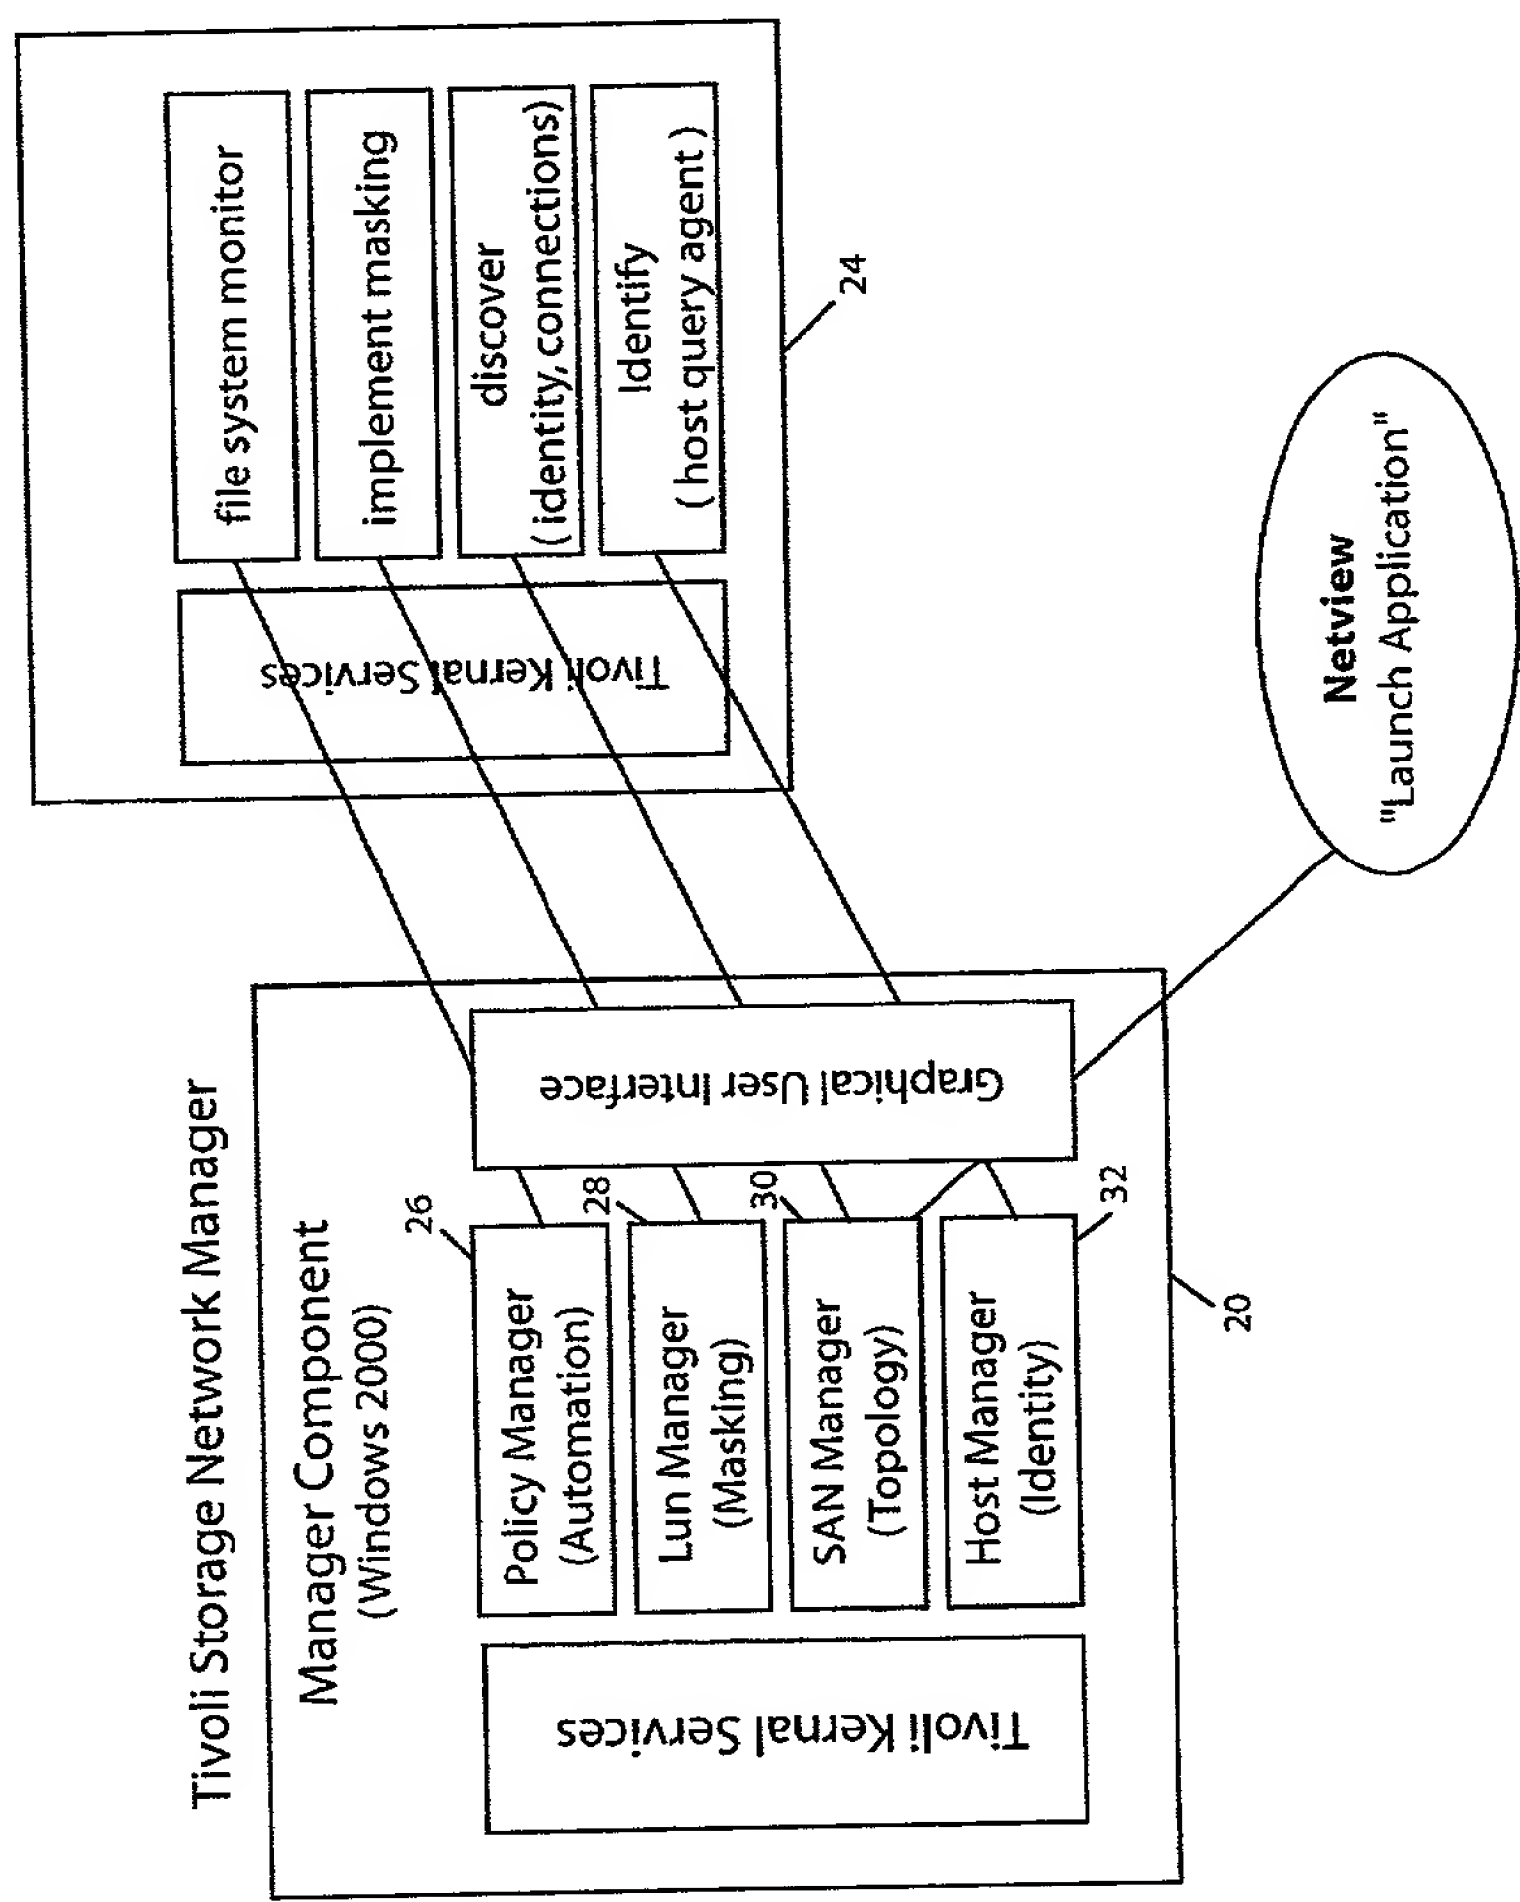 Tivoli Storage Network Manager
Manager Component
(Windows 2000)
Tivoli Kernal Services
Policy Manager
(Automation)
26
Lun Manager
(Masking)
28
SAN Manager
(Topology)
30
Host Manager
(Identity)
32
Graphical User Interface
20
Tivoli Kernal Services
file system monitor
implement masking
discover
(identity, connections)
Identify
(host query agent)
24
Netview
"Launch Application"